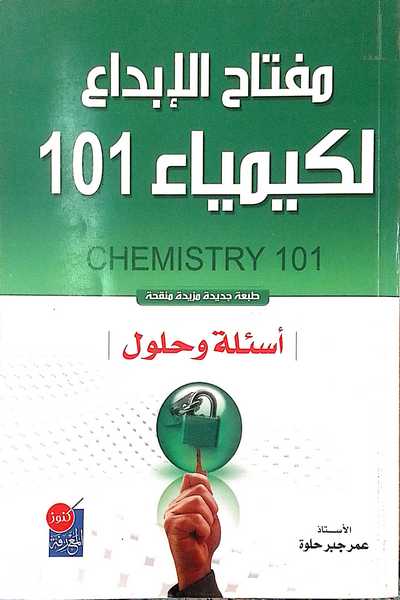 مفتاح الإبداع
لكيمياء 101
CHEMISTRY 101
طبعة جديدة مزيدة منقحة
أسئلة وحلول
الأستاذ
عمر جبر حلوة
كنوز
المعرفة